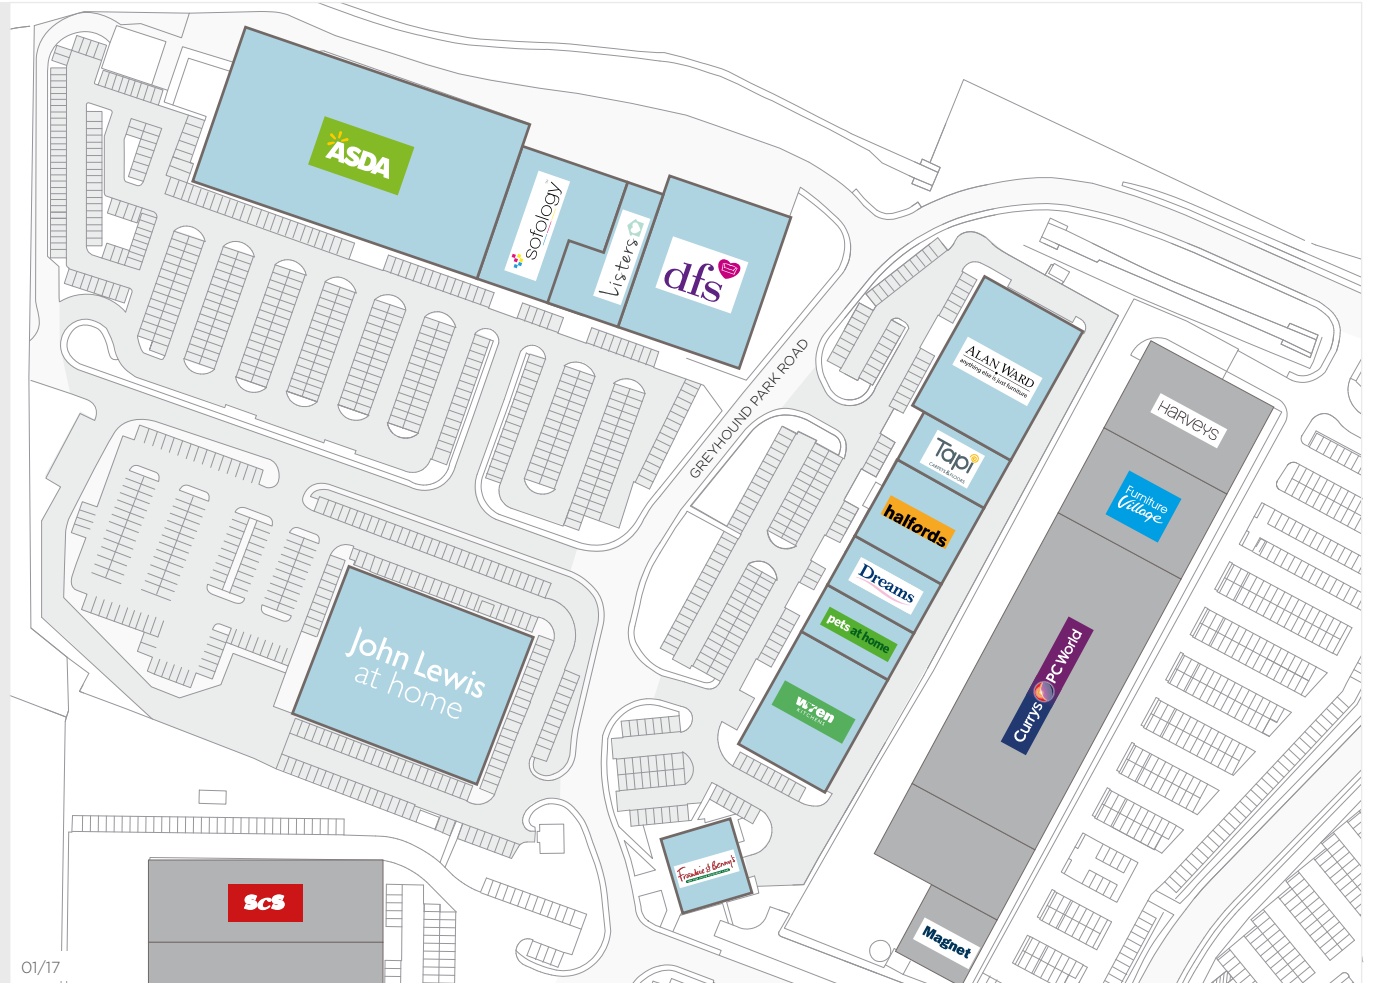 ASDA
sofology
Listers
dfs
GREYHOUND PARK ROAD
ALAN WARD
anything else is just furniture
Tapi
CARPETS & FLOORS
halfords
Dreams
pets at home
wren
KITCHENS
HARVEYS
Furniture
Village
Currys PC World
John Lewis
at home
Frankie & Benny's
ScS
Magnet
01/17